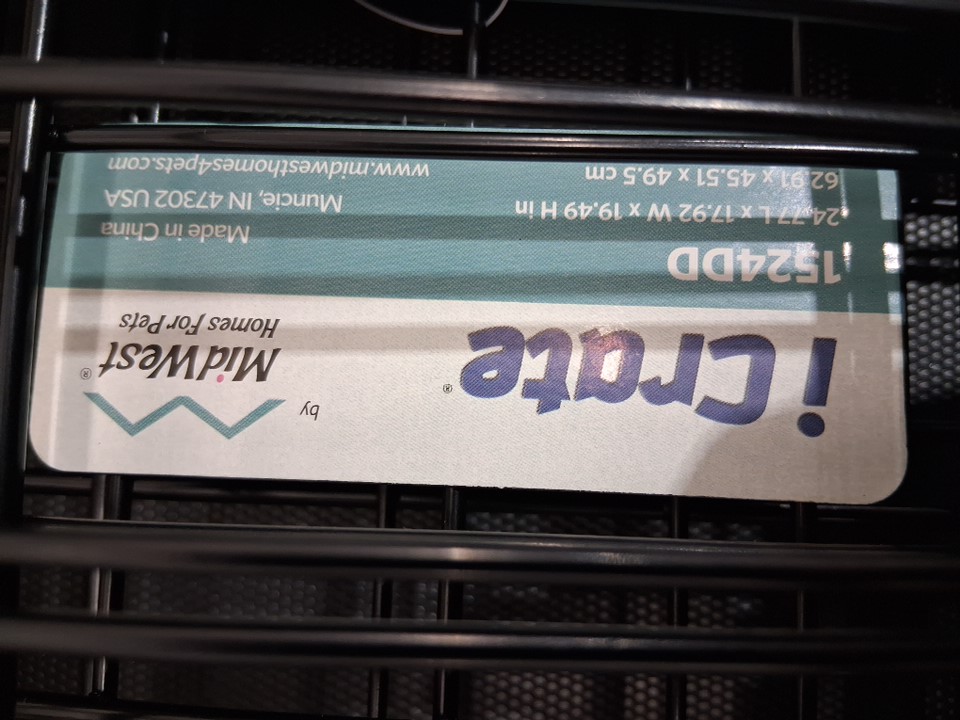 iCrate®
by
MidWest®
Homes For Pets
1524DD
24.77 L x 17.92 W x 19.49 H in
62.91 x 45.51 x 49.5 cm
Made in China
Muncie, IN 47302 USA
www.midwesthomes4pets.com